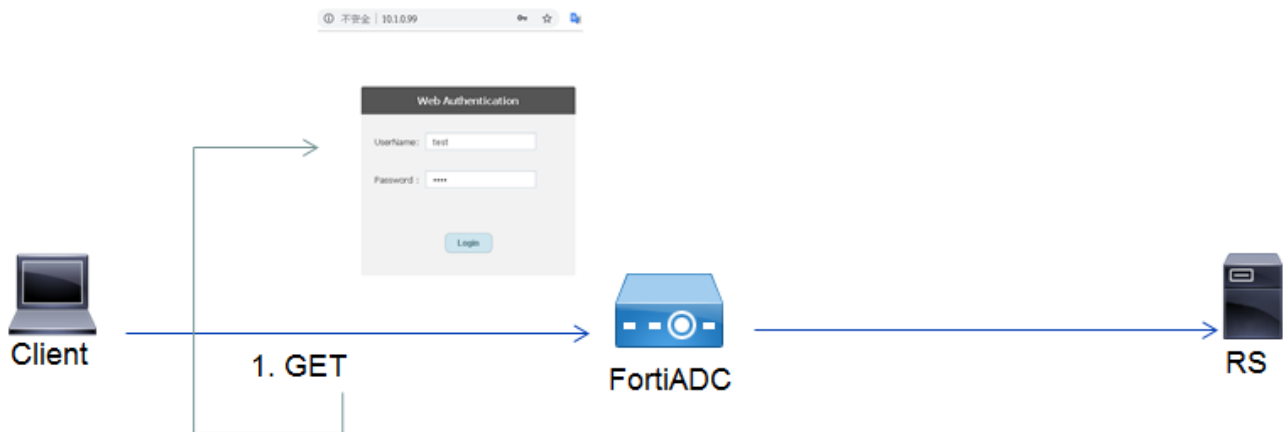 不安全 10.1.0.99
Web Authentication
UserName: test
Password : ••••
Login
Client
1. GET
FortiADC
RS